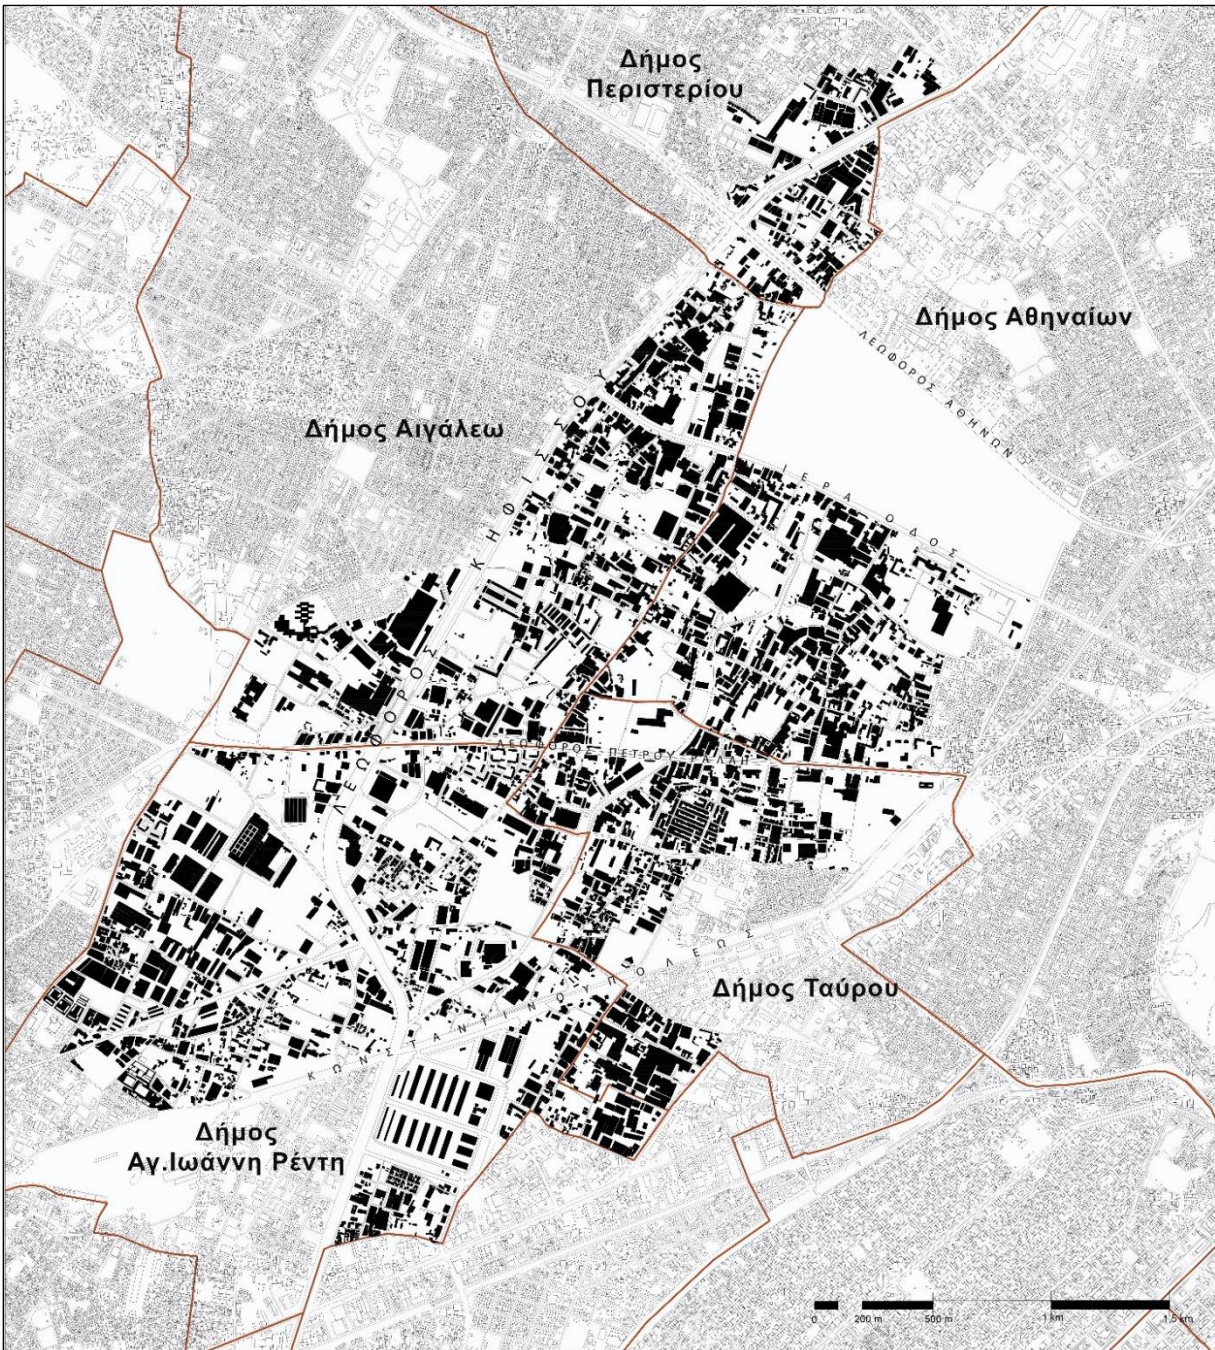 Δήμος
Περιστερίου
Δήμος Αθηναίων
ΛΕΩΦΟΡΟΣ ΑΘΗΝΩΝ
Δήμος Αιγάλεω
ΛΕΩΦΟΡΟΣ ΚΗΦΙΣΣΟΥ
ΙΕΡΑ ΟΔΟΣ
ΛΕΩΦΟΡΟΣ ΠΕΤΡΟΥ ΡΑΛΛΗ
Δήμος Ταύρου
ΚΩΝΣΤΑΝΤΙΝΟΥΠΟΛΕΩΣ
Δήμος
Αγ.Ιωάννη Ρέντη
0 200 m 500 m 1 km 1,5 km